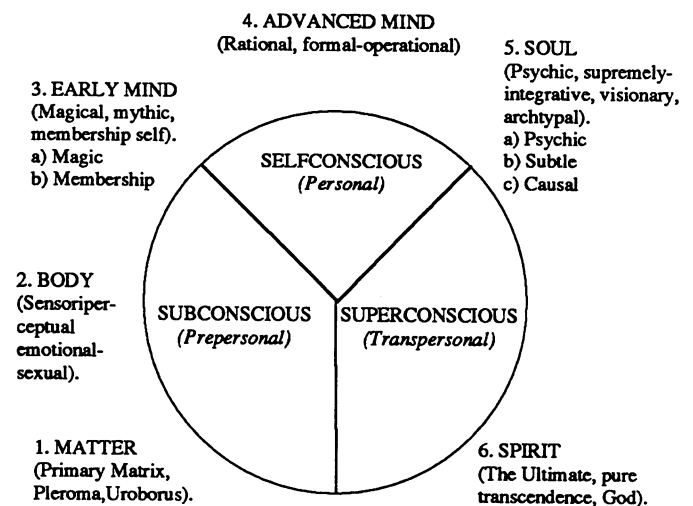 4. ADVANCED MIND
(Rational, formal-operational)
5. SOUL
(Psychic, supremely-
integrative, visionary,
archtypal).
a) Psychic
b) Subtle
c) Causal
3. EARLY MIND
(Magical, mythic,
membership self).
a) Magic
b) Membership
SELFCONSCIOUS
(Personal)
2. BODY
(Sensoriper-
ceptual
emotional-
sexual).
SUBCONSCIOUS
(Prepersonal)
SUPERCONSCIOUS
(Transpersonal)
1. MATTER
(Primary Matrix,
Pleroma,Uroborus).
6. SPIRIT
(The Ultimate, pure
transcendence, God).